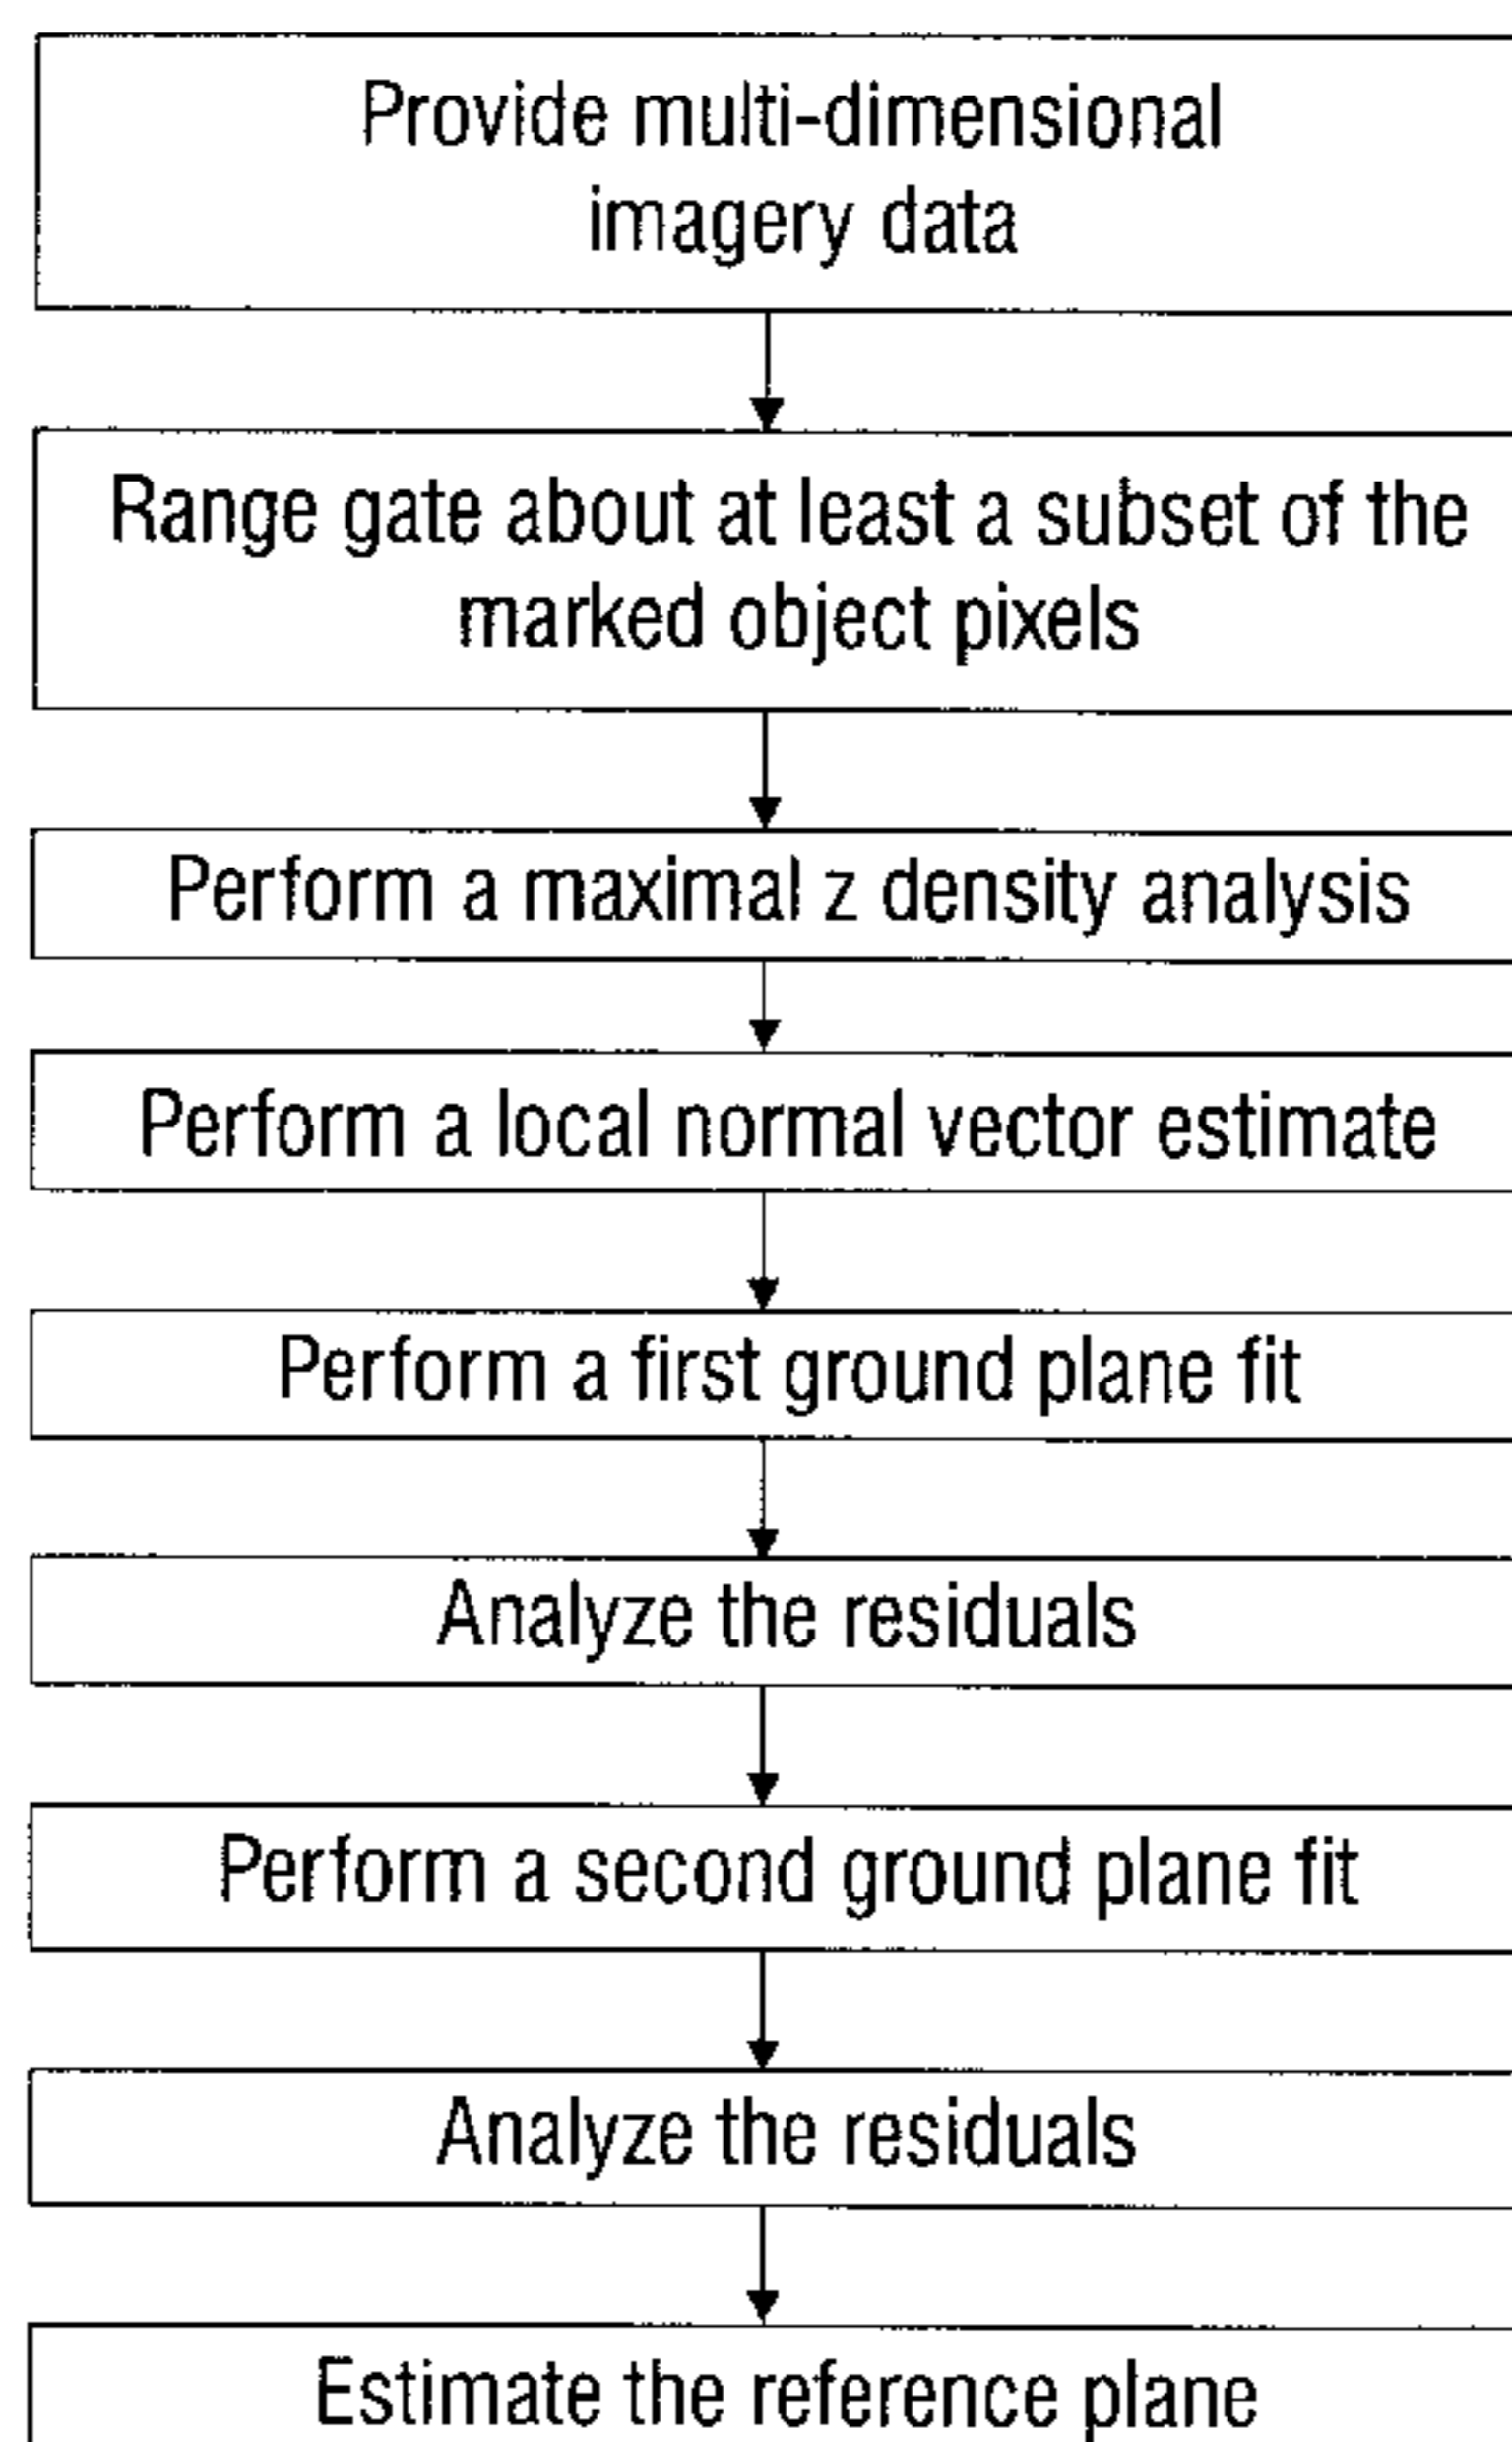 Provide multi-dimensional
imagery data
Range gate about at least a subset of the
marked object pixels
Perform a maximal z density analysis
Perform a local normal vector estimate
Perform a first ground plane fit
Analyze the residuals
Perform a second ground plane fit
Analyze the residuals
Estimate the reference plane